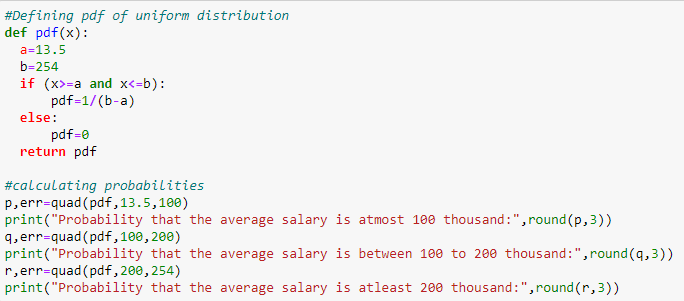 #Defining pdf of uniform distribution
def pdf(x):
  a=13.5
  b=254
  if (x>=a and x<=b):
      pdf=1/(b-a)
  else:
      pdf=0
  return pdf

#calculating probabilities
p,err=quad(pdf,13.5,100)
print("Probability that the average salary is atmost 100 thousand:",round(p,3))
q,err=quad(pdf,100,200)
print("Probability that the average salary is between 100 to 200 thousand:",round(q,3))
r,err=quad(pdf,200,254)
print("Probability that the average salary is atleast 200 thousand:",round(r,3))